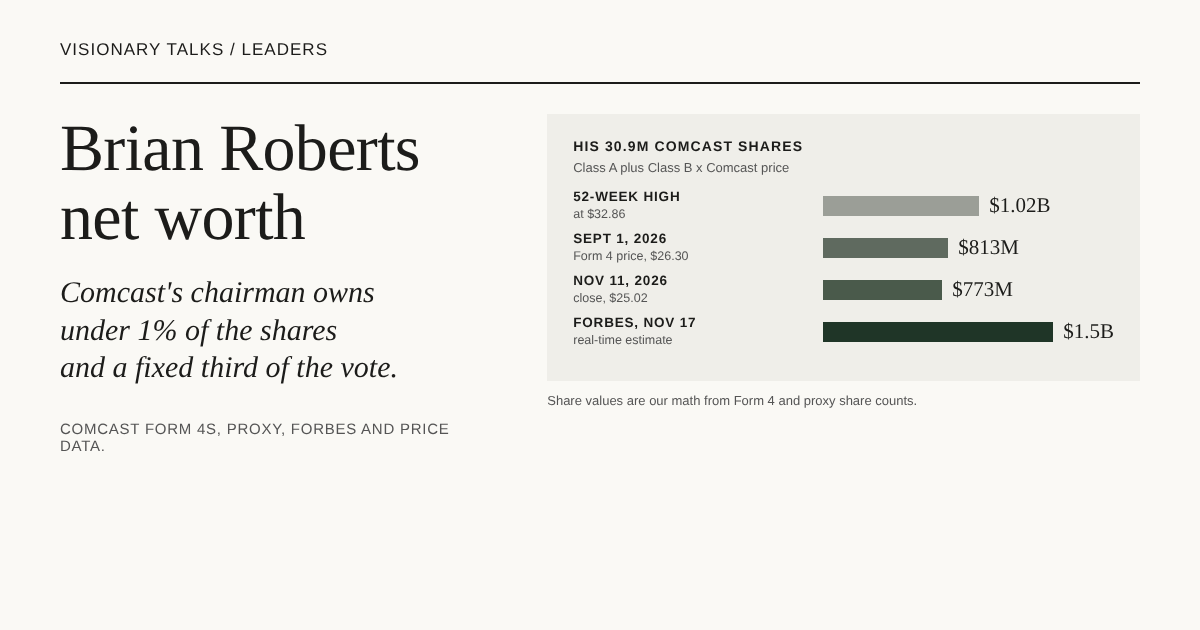 VISIONARY TALKS / LEADERS
Brian Roberts
net worth
Comcast's chairman owns
under 1% of the shares
and a fixed third of the vote.
COMCAST FORM 4S, PROXY, FORBES AND PRICE
DATA.
HIS 30.9M COMCAST SHARES
Class A plus Class B x Comcast price
52-WEEK HIGH
at $32.86
$1.02B
SEPT 1, 2026
Form 4 price, $26.30
$813M
NOV 11, 2026
close, $25.02
$773M
FORBES, NOV 17
real-time estimate
$1.5B
Share values are our math from Form 4 and proxy share counts.